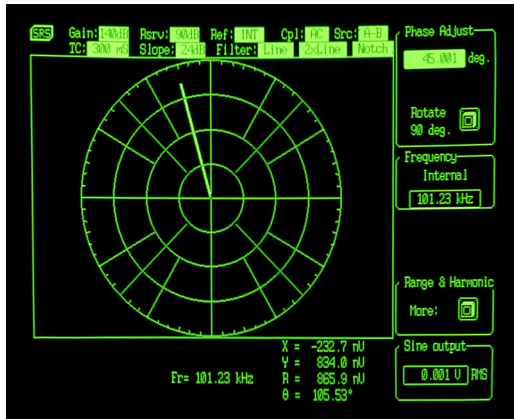 SRS Gain: 140dB Rsrv: 90dB Ref: INT Cpl: AC Src: A-B
TC: 300 mS Slope: 24dB Filter: Line 2xLine Notch
Phase Adjust
45.001 deg.
Rotate
90 deg.
Frequency
Internal
101.23 kHz
Range & Harmonic
More:
Sine output
0.001 V RMS
Fr= 101.23 kHz
X = -232.7 nV
Y = 834.0 nV
R = 865.9 nV
θ = 105.53°